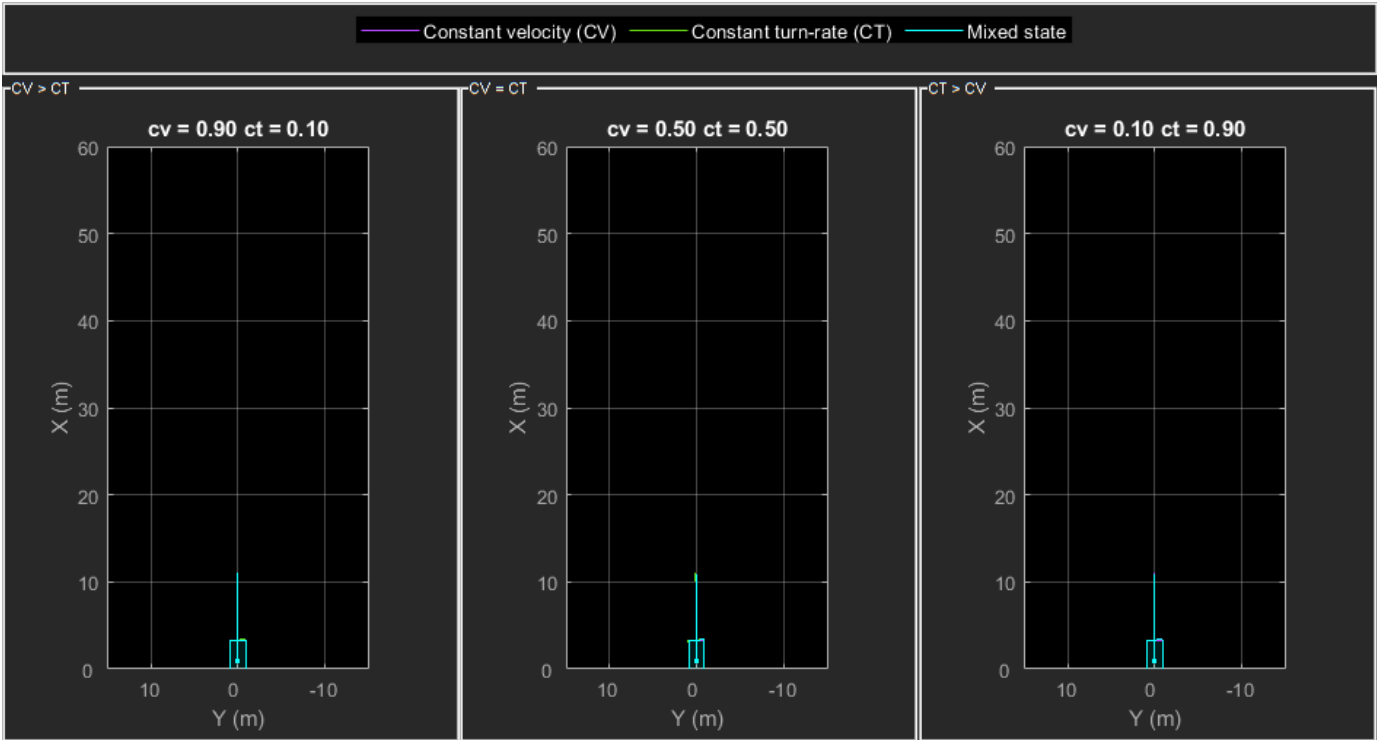 Constant velocity (CV) Constant turn-rate (CT) Mixed state
CV > CT
cv = 0.90 ct = 0.10
60
50
40
30
20
10
0
X (m)
10 0 -10
Y (m)
CV = CT
cv = 0.50 ct = 0.50
60
50
40
30
20
10
0
X (m)
10 0 -10
Y (m)
CT > CV
cv = 0.10 ct = 0.90
60
50
40
30
20
10
0
X (m)
10 0 -10
Y (m)